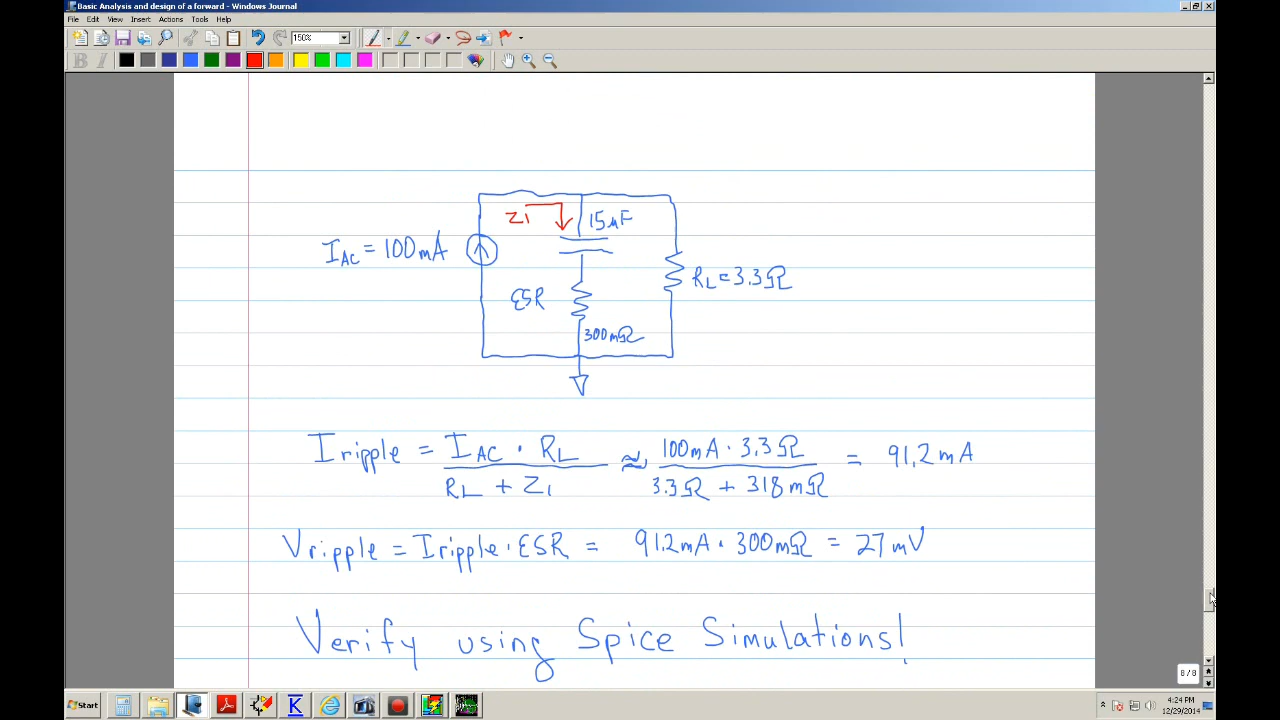 Basic Analysis and design of a forward - Windows Journal
File Edit View Insert Actions Tools Help
150%
B I
Z1
15μF
IAC = 100mA
RL = 3.3Ω
ESR
300mΩ
Iripple = IAC · RL / RL + Z1 ≈ 100mA · 3.3Ω / 3.3Ω + 318mΩ = 91.2mA
Vripple = Iripple · ESR = 91.2mA · 300mΩ = 27mV
Verify using Spice Simulations!
8/8
Start
K
4:24 PM
12/29/2014